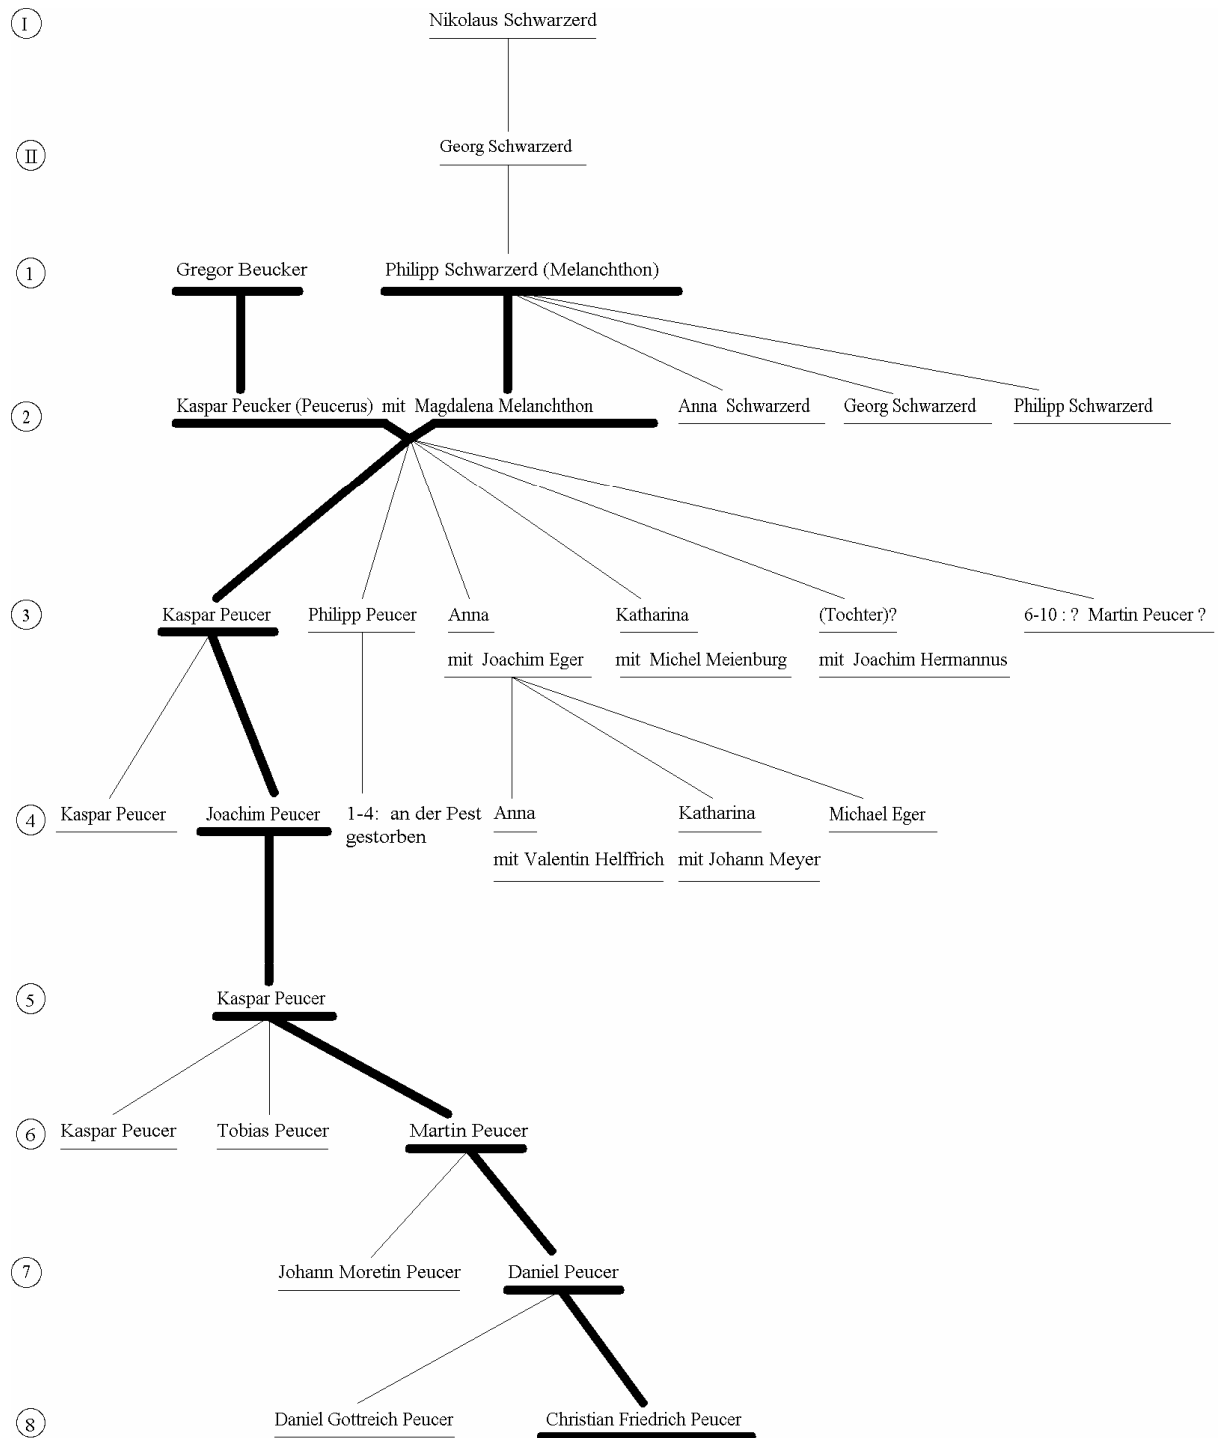 I Nikolaus Schwarzerd
II Georg Schwarzerd
1 Gregor Beucker Philipp Schwarzerd (Melanchthon)
2 Kaspar Peucker (Peucerus) mit Magdalena Melanchthon Anna Schwarzerd Georg Schwarzerd Philipp Schwarzerd
3 Kaspar Peucer Philipp Peucer Anna Katharina (Tochter)? 6-10 : ? Martin Peucer ?
mit Joachim Eger mit Michel Meienburg mit Joachim Hermannus
4 Kaspar Peucer Joachim Peucer 1-4: an der Pest Anna Katharina Michael Eger
gestorben
mit Valentin Helffrich mit Johann Meyer
5 Kaspar Peucer
6 Kaspar Peucer Tobias Peucer Martin Peucer
7 Johann Moretin Peucer Daniel Peucer
8 Daniel Gottreich Peucer Christian Friedrich Peucer